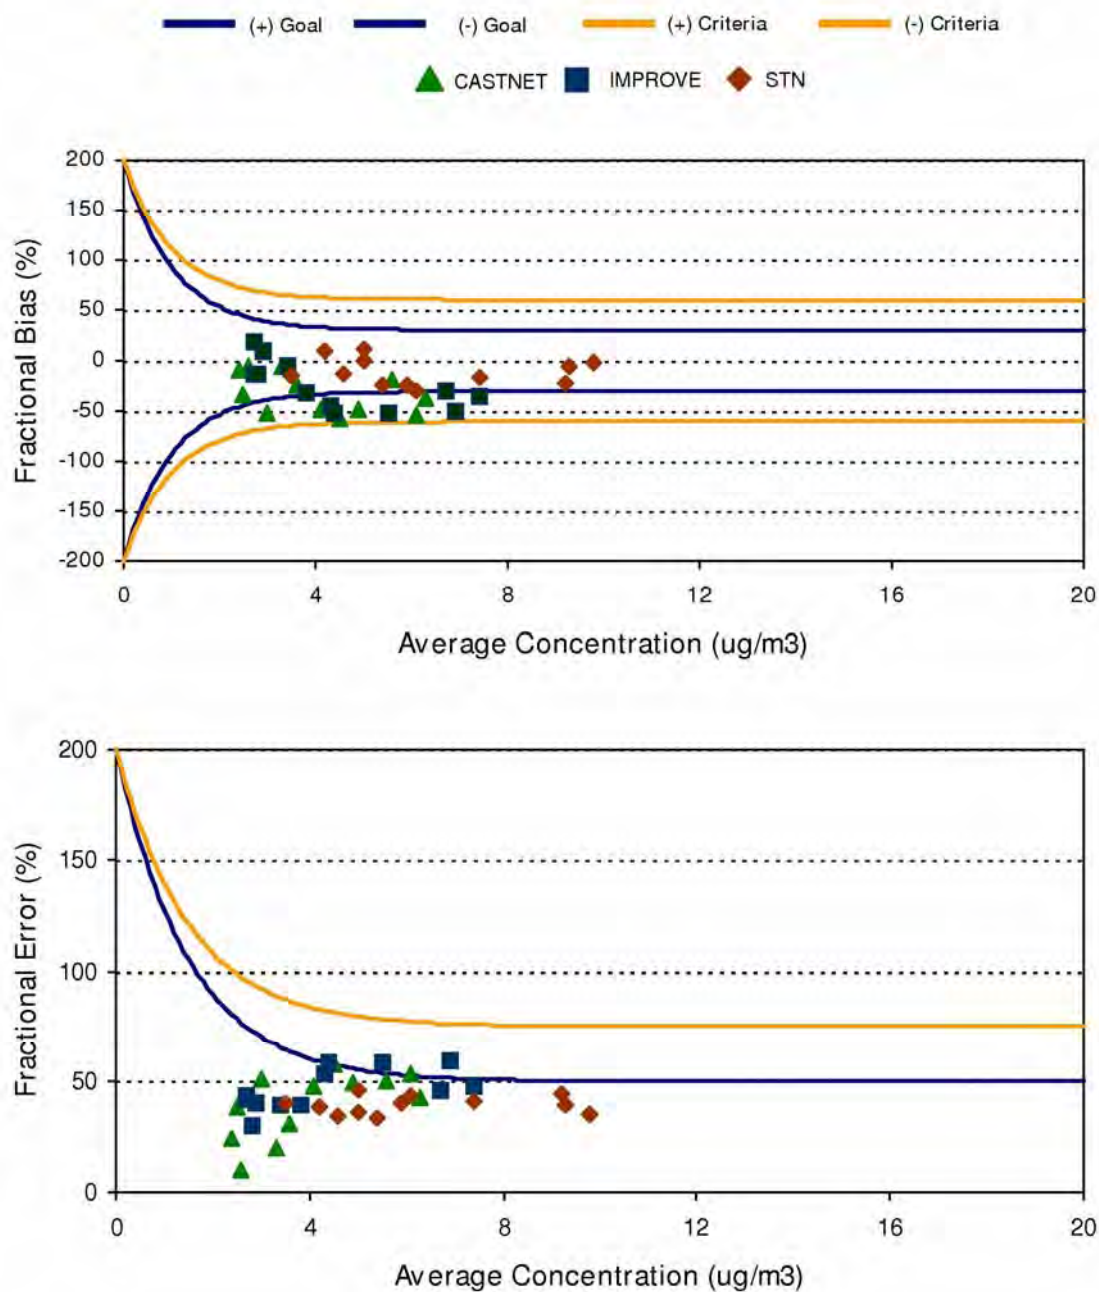 (+) Goal (-) Goal (+) Criteria (-) Criteria
CASTNET IMPROVE STN
200
150
100
50
0
-50
-100
-150
-200
Fractional Bias (%)
0 4 8 12 16 20
Average Concentration (ug/m3)
200
150
100
50
0
Fractional Error (%)
0 4 8 12 16 20
Average Concentration (ug/m3)